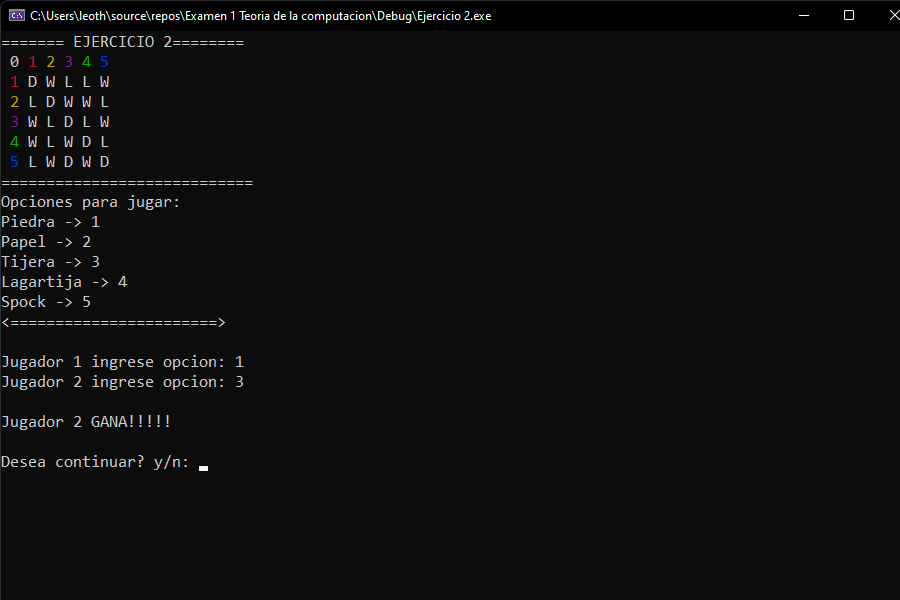 C:\Users\leoth\source\repos\Examen 1 Teoria de la computacion\Debug\Ejercicio 2.exe
======= EJERCICIO 2========
0 1 2 3 4 5
1 D W L L W
2 L D W W L
3 W L D L W
4 W L W D L
5 L W D W D
============================
Opciones para jugar:
Piedra -> 1
Papel -> 2
Tijera -> 3
Lagartija -> 4
Spock -> 5
<=======================>
Jugador 1 ingrese opcion: 1
Jugador 2 ingrese opcion: 3
Jugador 2 GANA!!!!!
Desea continuar? y/n: